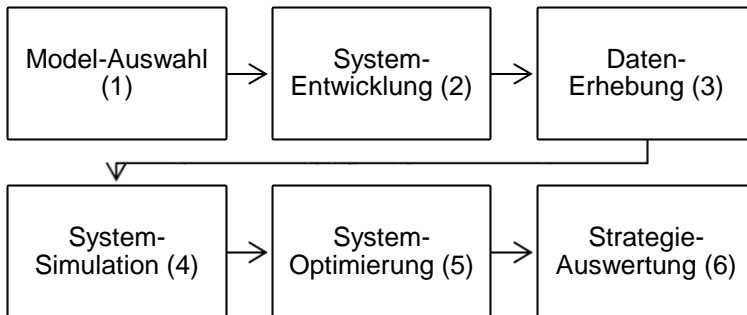 Model-Auswahl
(1)
System-
Entwicklung (2)
Daten-
Erhebung (3)
System-
Simulation (4)
System-
Optimierung (5)
Strategie-
Auswertung (6)